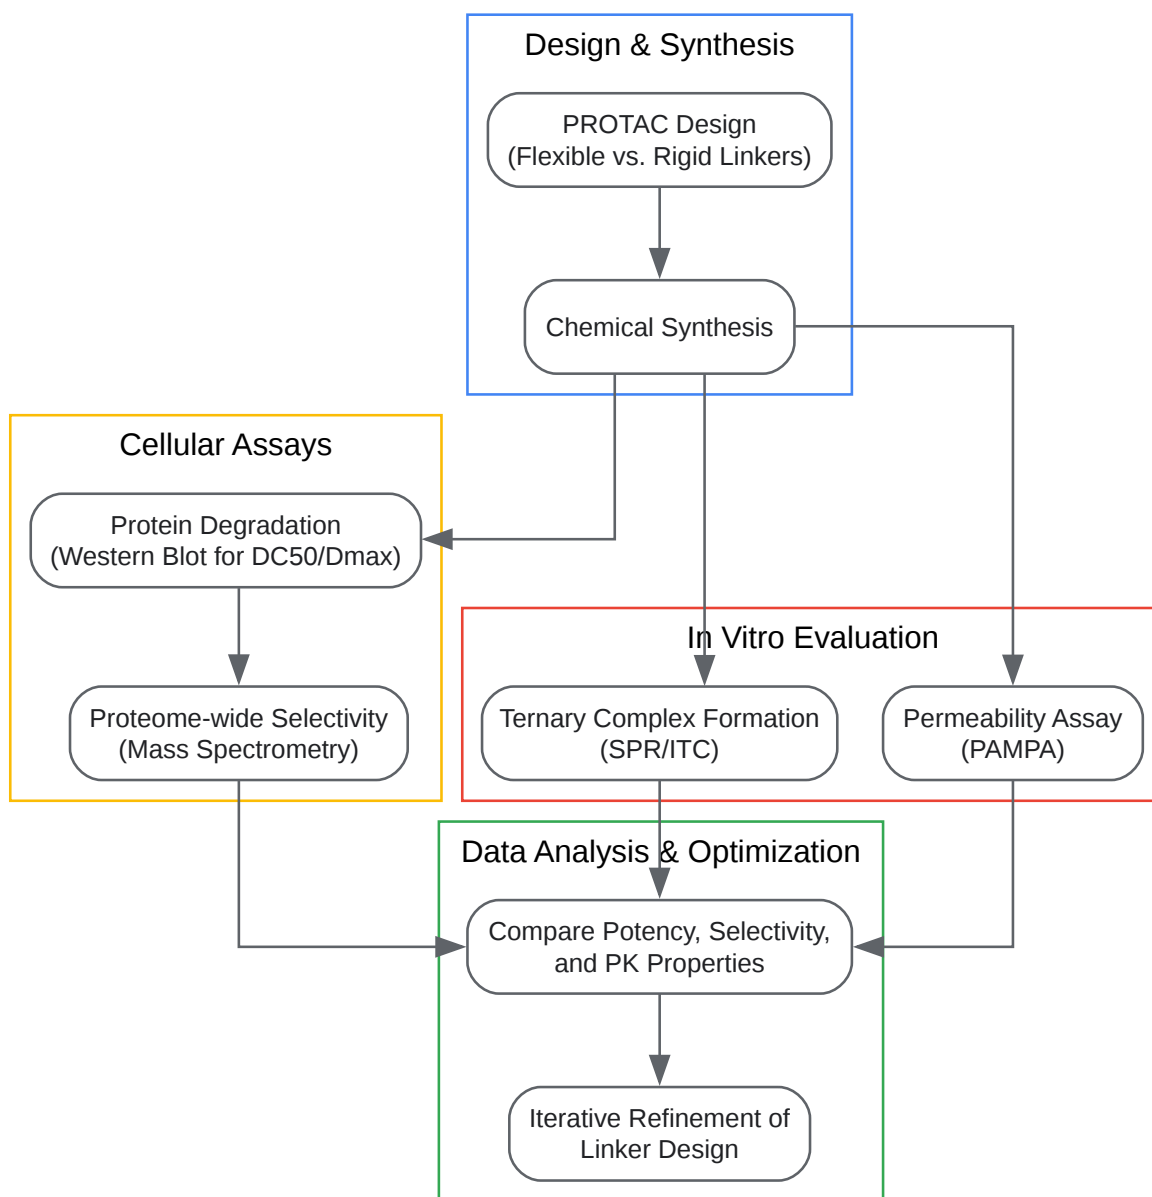 Design & Synthesis
PROTAC Design
(Flexible vs. Rigid Linkers)
Chemical Synthesis
Cellular Assays
Protein Degradation
(Western Blot for DC50/Dmax)
Proteome-wide Selectivity
(Mass Spectrometry)
In Vitro Evaluation
Ternary Complex Formation
(SPR/ITC)
Permeability Assay
(PAMPA)
Data Analysis & Optimization
Compare Potency, Selectivity,
and PK Properties
Iterative Refinement of
Linker Design